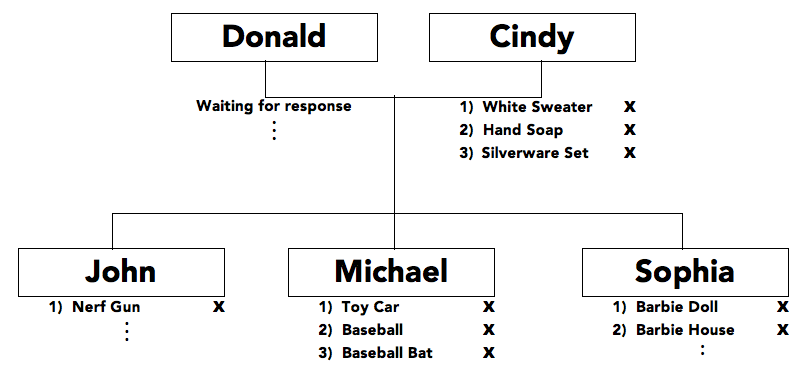 Donald
Cindy
Waiting for response
⋮
1) White Sweater X
2) Hand Soap X
3) Silverware Set X
John
Michael
Sophia
1) Nerf Gun X
⋮
1) Toy Car X
2) Baseball X
3) Baseball Bat X
1) Barbie Doll X
2) Barbie House X
⋮